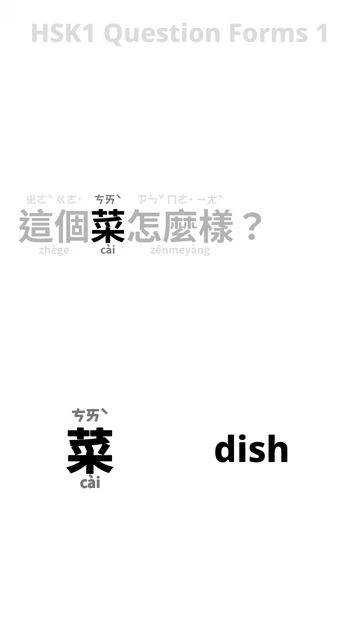 HSK1 Question Forms 1
ㄓㄜˋ ㄍㄜ˙ ㄘㄞˋ ㄗㄣˇ ㄇㄜ˙ ㄧㄤˋ
這個菜怎麼樣？
zhège cài zěnmeyàng
ㄘㄞˋ
菜 dish
cài